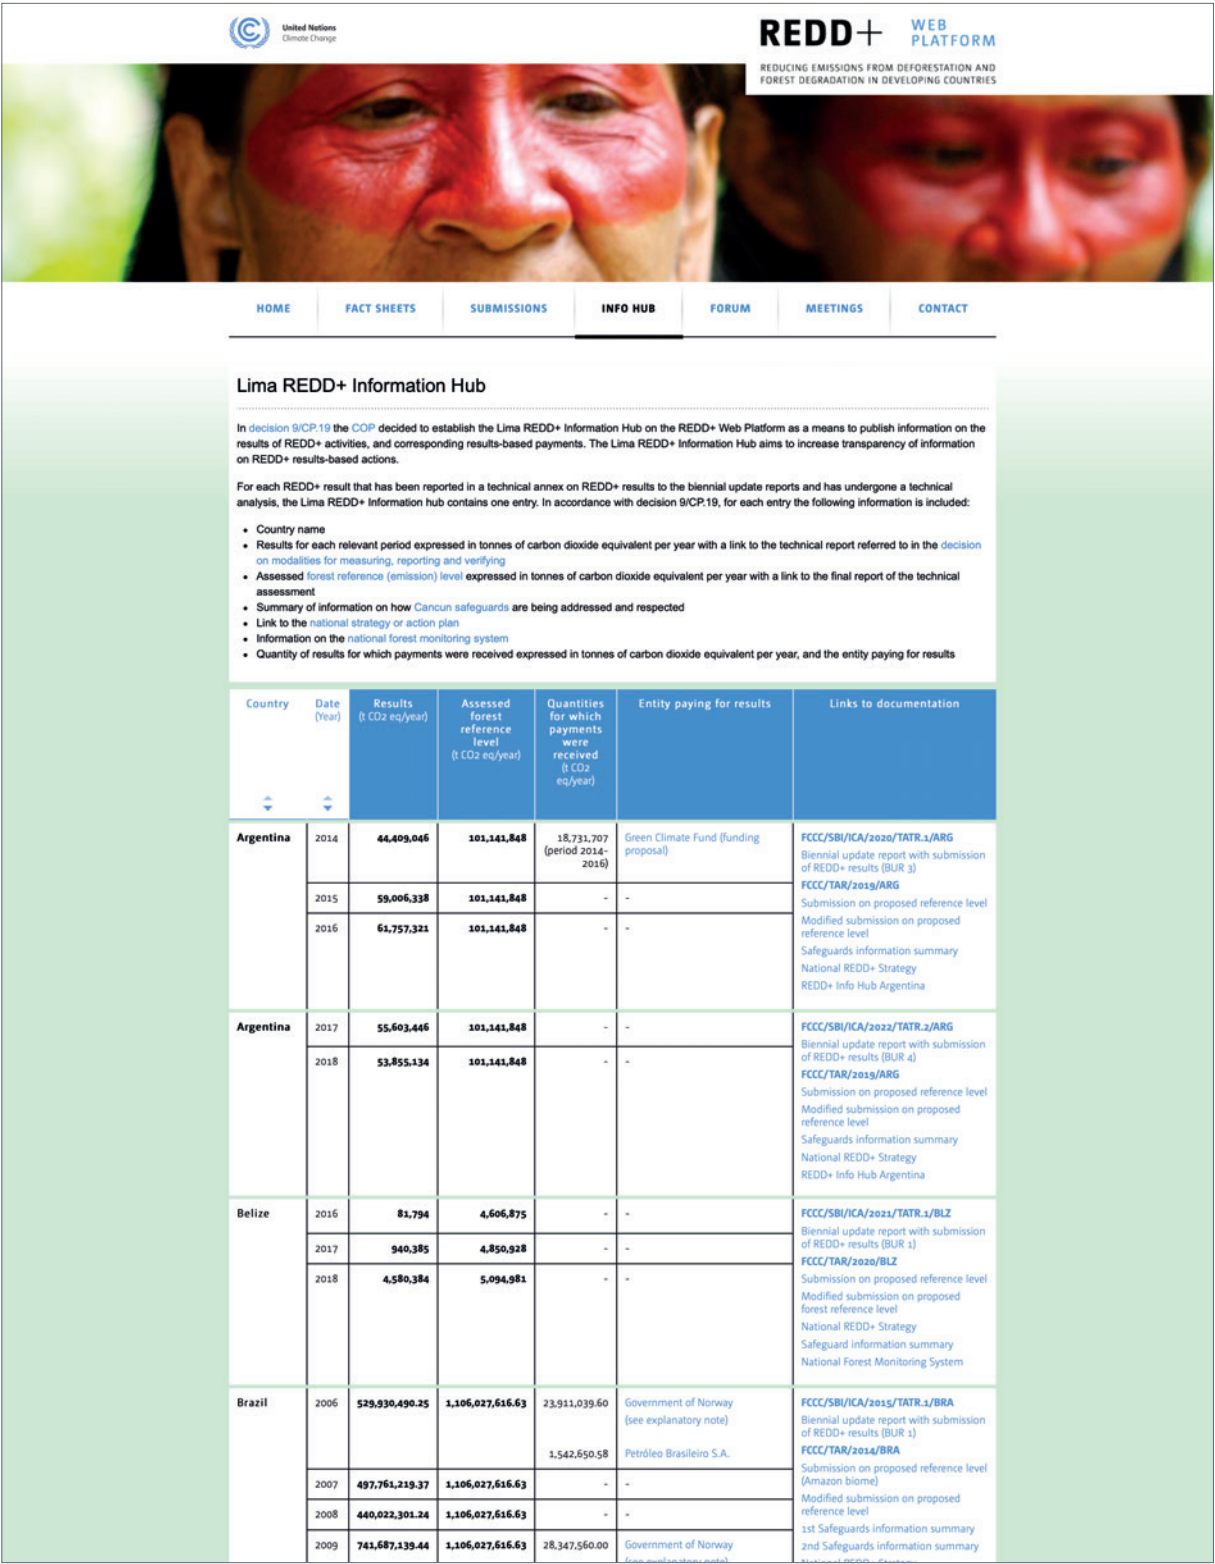 United Nations
Climate Change
REDD+ WEB PLATFORM
REDUCING EMISSIONS FROM DEFORESTATION AND
FOREST DEGRADATION IN DEVELOPING COUNTRIES
HOME FACT SHEETS SUBMISSIONS INFO HUB FORUM MEETINGS CONTACT
Lima REDD+ Information Hub
In decision 9/CP.19 the COP decided to establish the Lima REDD+ Information Hub on the REDD+ Web Platform as a means to publish information on the
results of REDD+ activities, and corresponding results-based payments. The Lima REDD+ Information Hub aims to increase transparency of information
on REDD+ results-based actions.
For each REDD+ result that has been reported in a technical annex on REDD+ results to the biennial update reports and has undergone a technical
analysis, the Lima REDD+ Information hub contains one entry. In accordance with decision 9/CP.19, for each entry the following information is included:
• Country name
• Results for each relevant period expressed in tonnes of carbon dioxide equivalent per year with a link to the technical report referred to in the decision
on modalities for measuring, reporting and verifying
• Assessed forest reference (emission) level expressed in tonnes of carbon dioxide equivalent per year with a link to the final report of the technical
assessment
• Summary of information on how Cancun safeguards are being addressed and respected
• Link to the national strategy or action plan
• Information on the national forest monitoring system
• Quantity of results for which payments were received expressed in tonnes of carbon dioxide equivalent per year, and the entity paying for results
Country
Date
(Year)
Results
(t CO2 eq/year)
Assessed
forest
reference
level
(t CO2 eq/year)
Quantities
for which
payments
were
received
(t CO2
eq/year)
Entity paying for results
Links to documentation
Argentina
2014 44,409,046 101,141,848 18,731,707
(period 2014-
2016)
Green Climate Fund (funding
proposal)
2015 59,006,338 101,141,848 - -
2016 61,757,321 101,141,848 - -
FCCC/SBI/ICA/2020/TATR.1/ARG
Biennial update report with submission
of REDD+ results (BUR 3)
FCCC/TAR/2019/ARG
Submission on proposed reference level
Modified submission on proposed
reference level
Safeguards information summary
National REDD+ Strategy
REDD+ Info Hub Argentina
Argentina
2017 55,603,446 101,141,848 - -
2018 53,855,134 101,141,848 - -
FCCC/SBI/ICA/2022/TATR.2/ARG
Biennial update report with submission
of REDD+ results (BUR 4)
FCCC/TAR/2019/ARG
Submission on proposed reference level
Modified submission on proposed
reference level
Safeguards information summary
National REDD+ Strategy
REDD+ Info Hub Argentina
Belize
2016 81,794 4,606,875 - -
2017 940,385 4,850,928 - -
2018 4,580,384 5,094,981 - -
FCCC/SBI/ICA/2021/TATR.1/BLZ
Biennial update report with submission
of REDD+ results (BUR 1)
FCCC/TAR/2020/BLZ
Submission on proposed reference level
Modified submission on proposed
forest reference level
National REDD+ Strategy
Safeguard information summary
National Forest Monitoring System
Brazil
2006 529,930,490.25 1,106,027,616.63 23,911,039.60 Government of Norway
(see explanatory note)
1,542,650.58 Petróleo Brasileiro S.A.
2007 497,761,219.37 1,106,027,616.63 - -
2008 440,022,301.24 1,106,027,616.63 - -
2009 741,687,139.44 1,106,027,616.63 28,347,560.00 Government of Norway
(see explanatory note)
FCCC/SBI/ICA/2015/TATR.1/BRA
Biennial update report with submission
of REDD+ results (BUR 1)
FCCC/TAR/2014/BRA
Submission on proposed reference level
(Amazon biome)
Modified submission on proposed
reference level
1st Safeguards information summary
2nd Safeguards information summary
National REDD+ Strategy